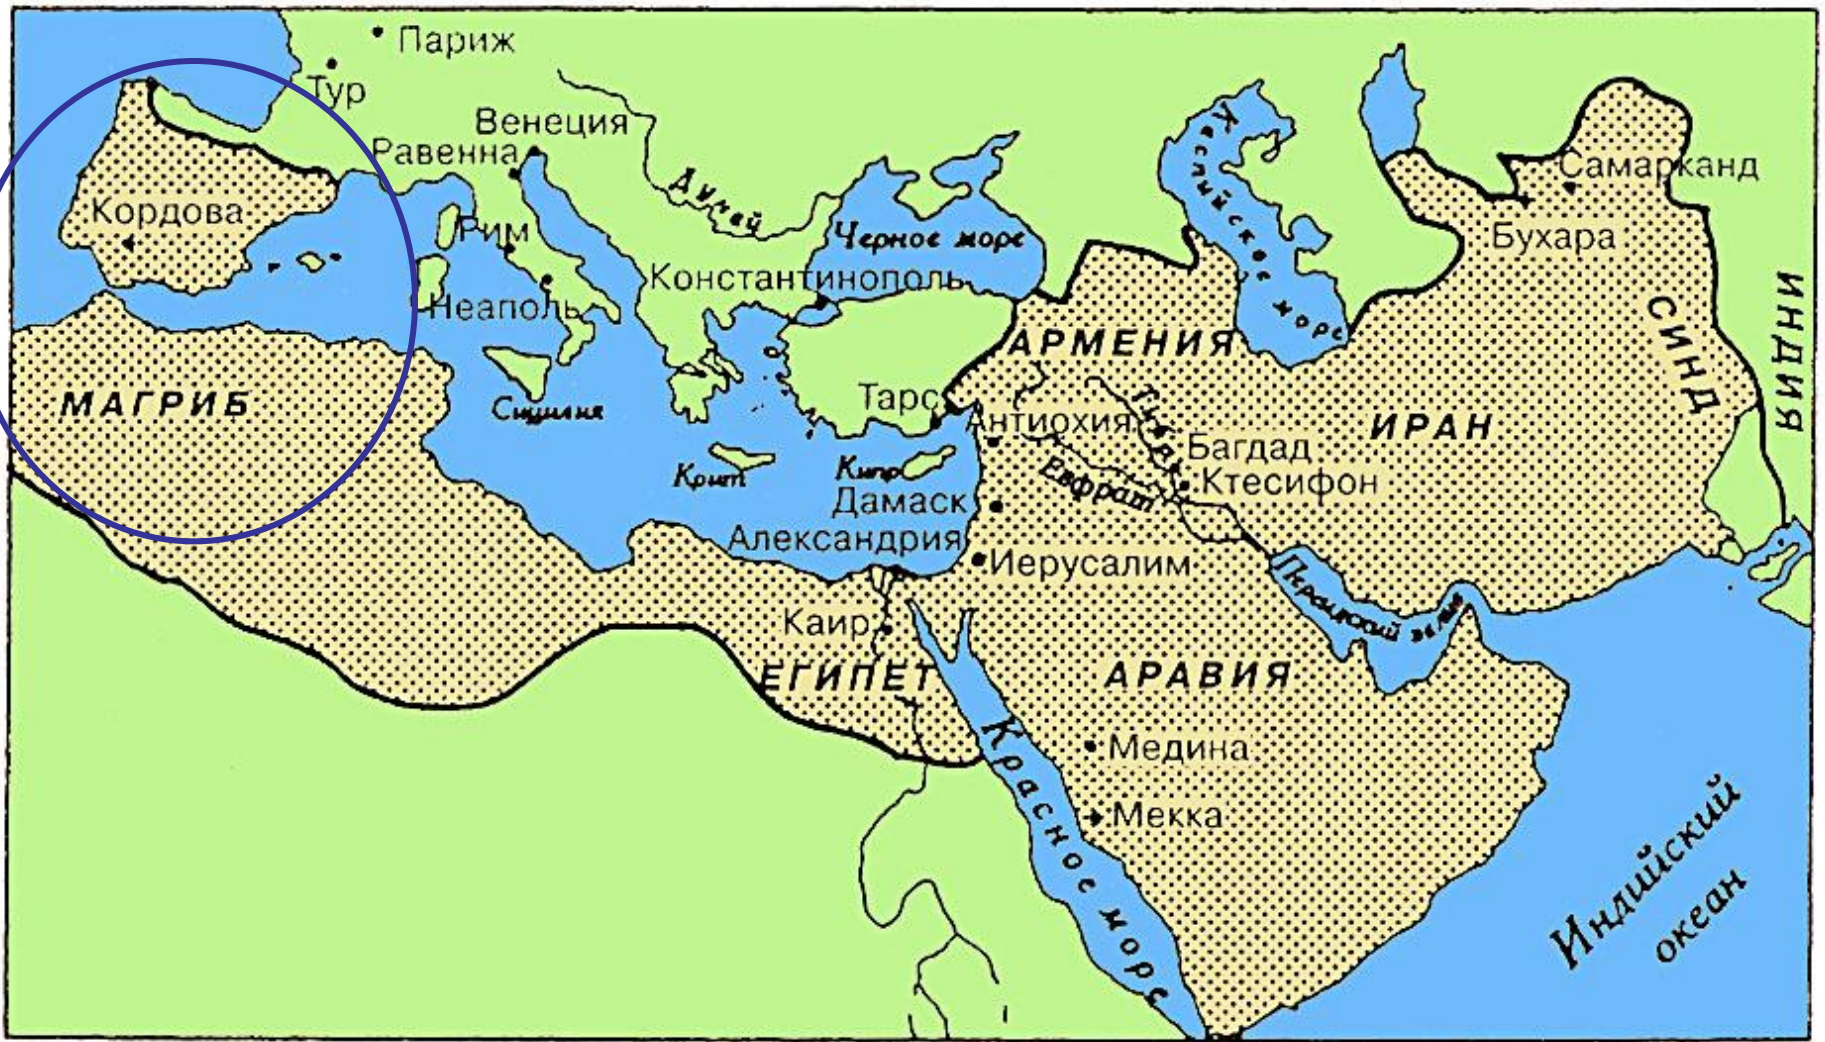 Париж
Тур
Венеция
Равенна
Дунай
Каспийское море
Самарканд
Кордова
Рим
Черное море
Бухара
Константинополь
Неаполь
СИНД
ИНДИЯ
АРМЕНИЯ
МАГРИБ
Сицилия
Тарс
Антиохия
Тигр
ИРАН
Багдад
Крит
Кипр
Евфрат
Ктесифон
Дамаск
Александрия
Иерусалим
Персидский залив
Каир
ЕГИПЕТ
АРАВИЯ
Красное море
Медина
Мекка
Индийский
океан